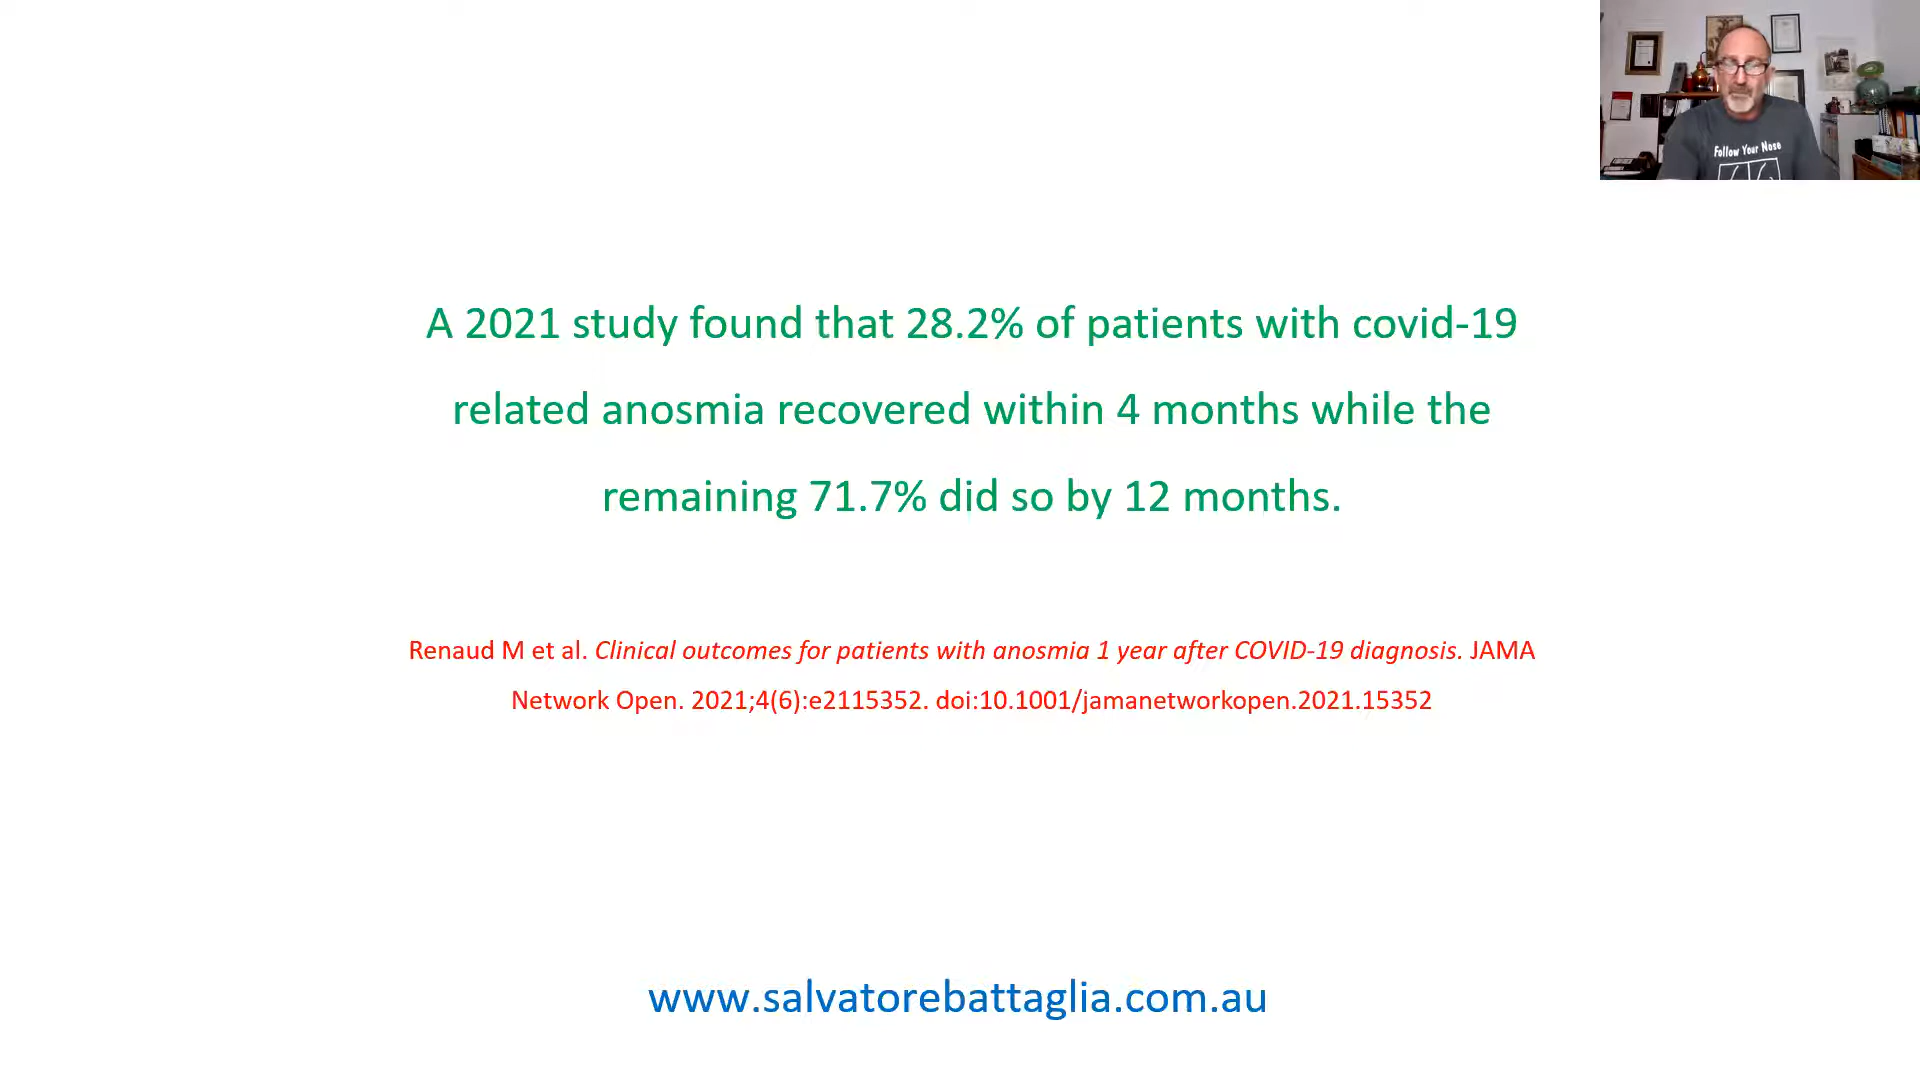 Follow Your Nose
A 2021 study found that 28.2% of patients with covid-19
related anosmia recovered within 4 months while the
remaining 71.7% did so by 12 months.
Renaud M et al. Clinical outcomes for patients with anosmia 1 year after COVID-19 diagnosis. JAMA
Network Open. 2021;4(6):e2115352. doi:10.1001/jamanetworkopen.2021.15352
www.salvatorebattaglia.com.au